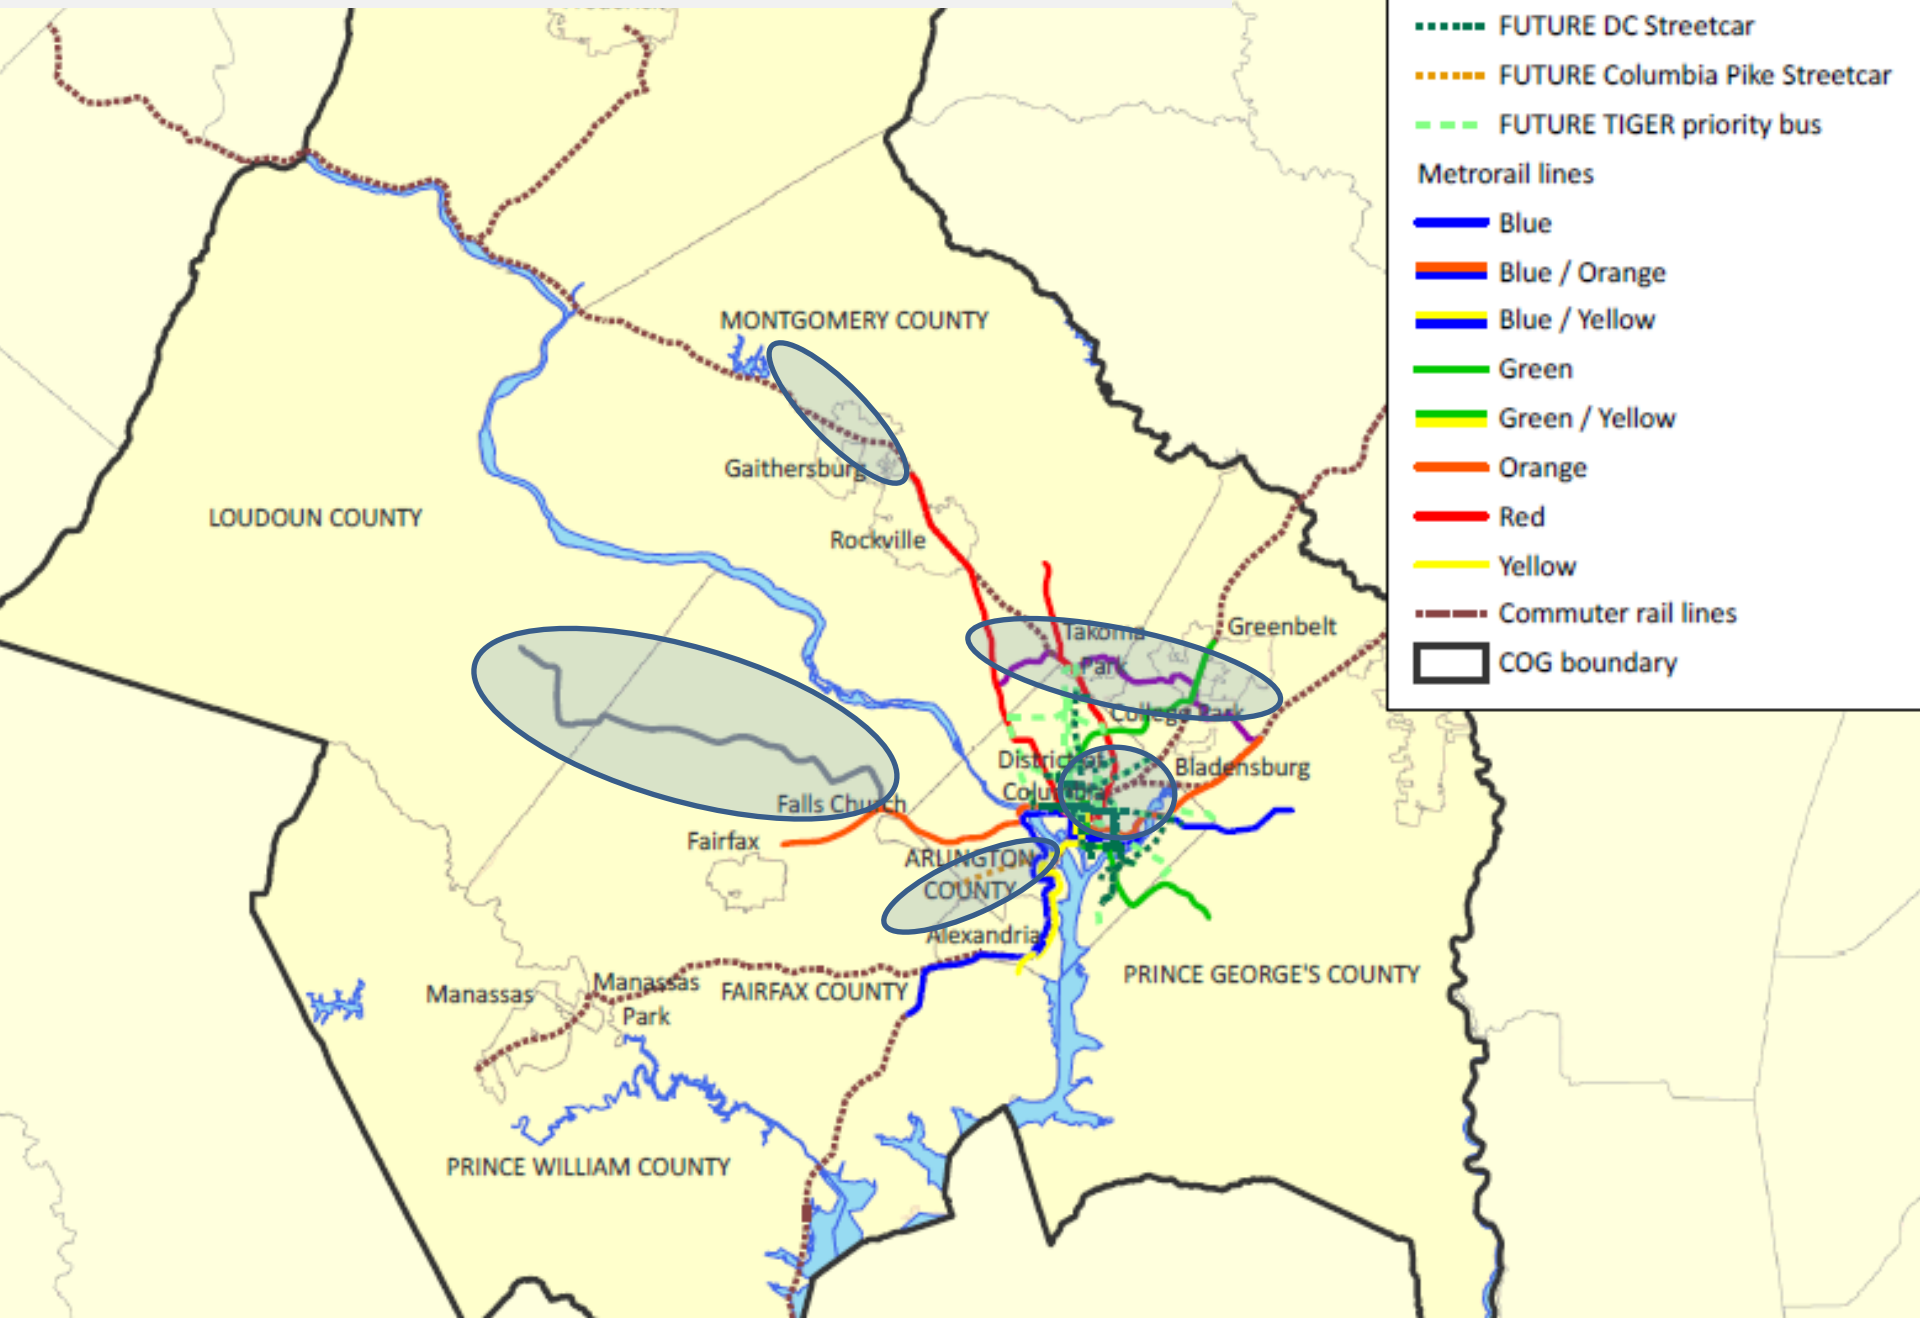 FUTURE DC Streetcar
FUTURE Columbia Pike Streetcar
FUTURE TIGER priority bus
Metrorail lines
Blue
Blue / Orange
Blue / Yellow
Green
Green / Yellow
Orange
Red
Yellow
Commuter rail lines
COG boundary
MONTGOMERY COUNTY
Gaithersburg
LOUDOUN COUNTY
Rockville
Takoma
Park
Greenbelt
College Park
District of
Columbia
Bladensburg
Falls Church
Fairfax
ARLINGTON
COUNTY
Alexandria
PRINCE GEORGE'S COUNTY
Manassas
Manassas
Park
FAIRFAX COUNTY
PRINCE WILLIAM COUNTY